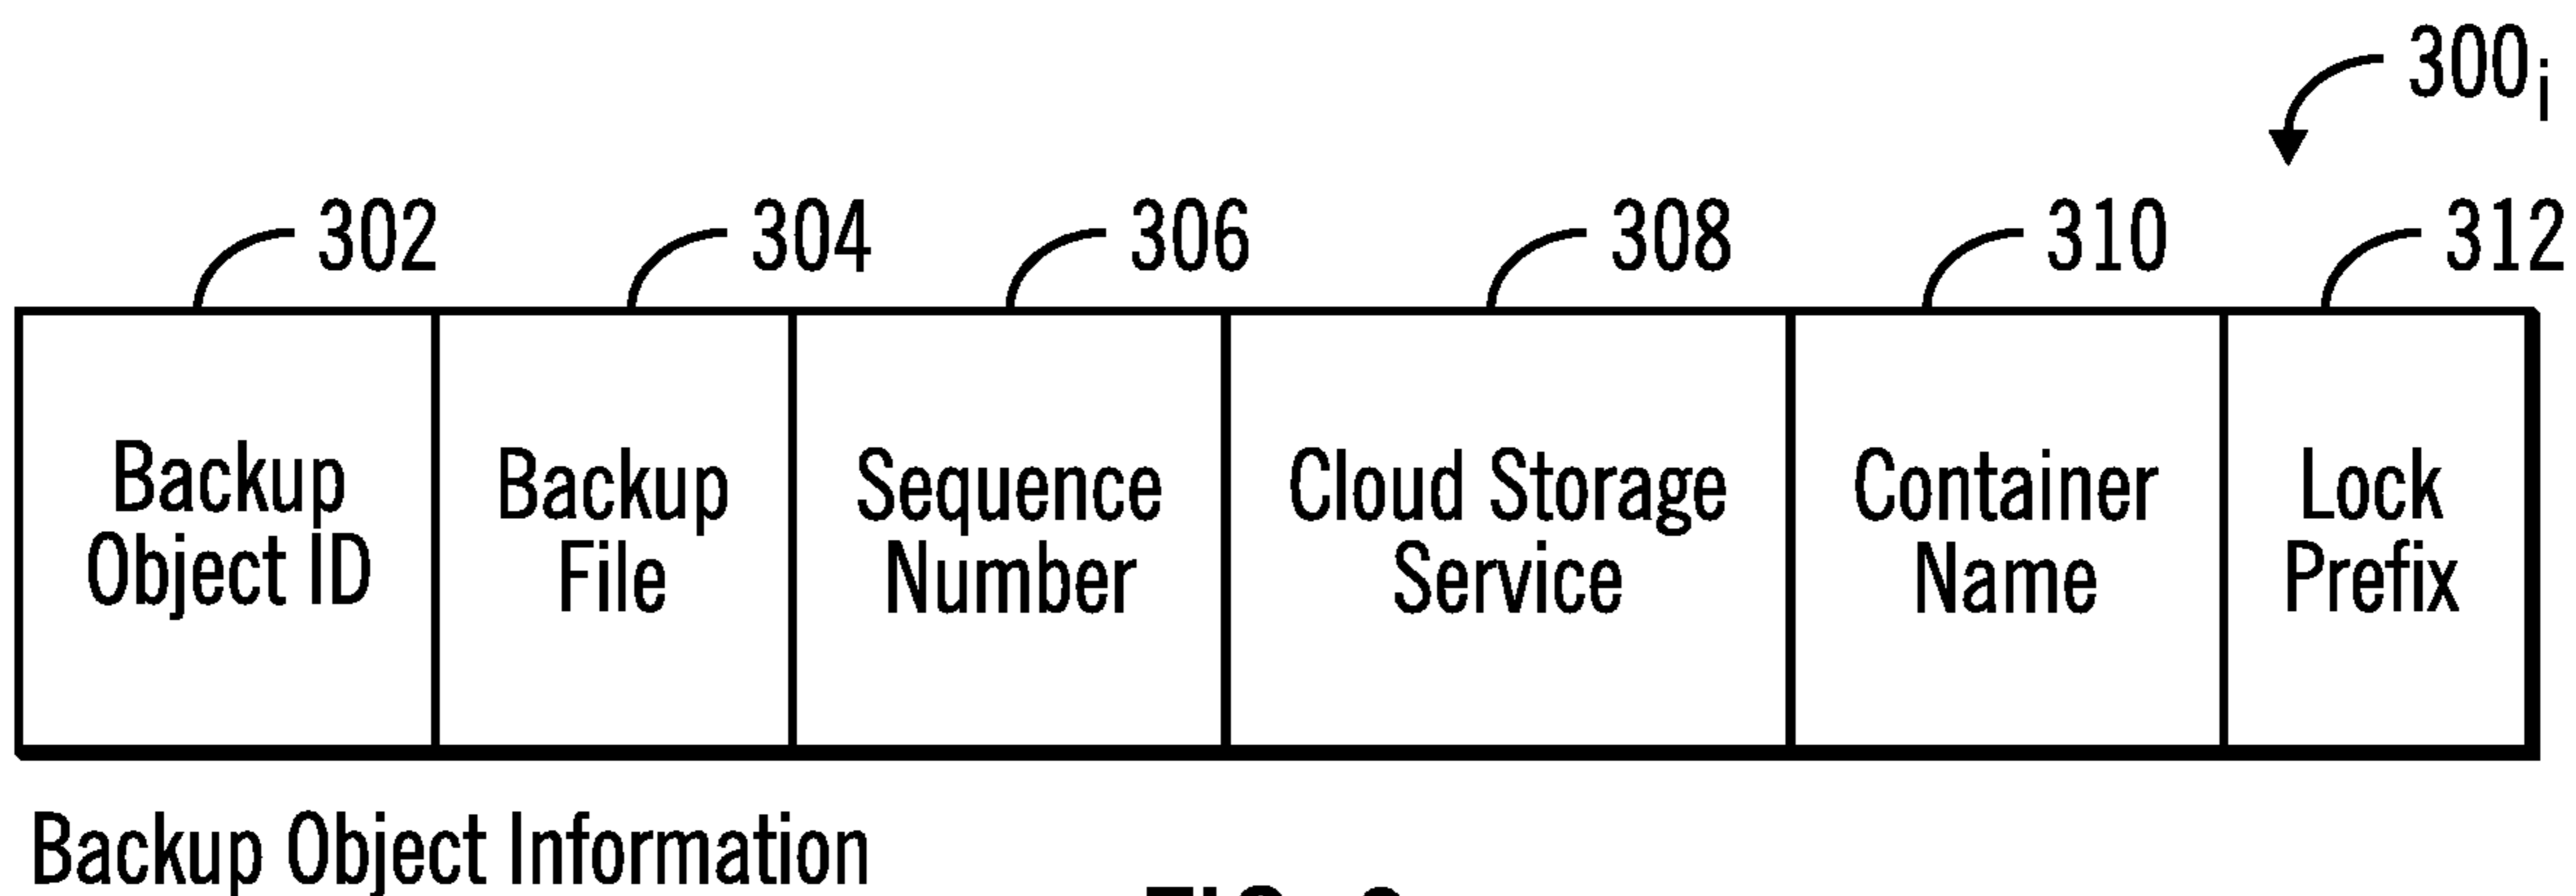 300i
302 304 306 308 310 312
Backup Object ID
Backup File
Sequence Number
Cloud Storage Service
Container Name
Lock Prefix
Backup Object Information